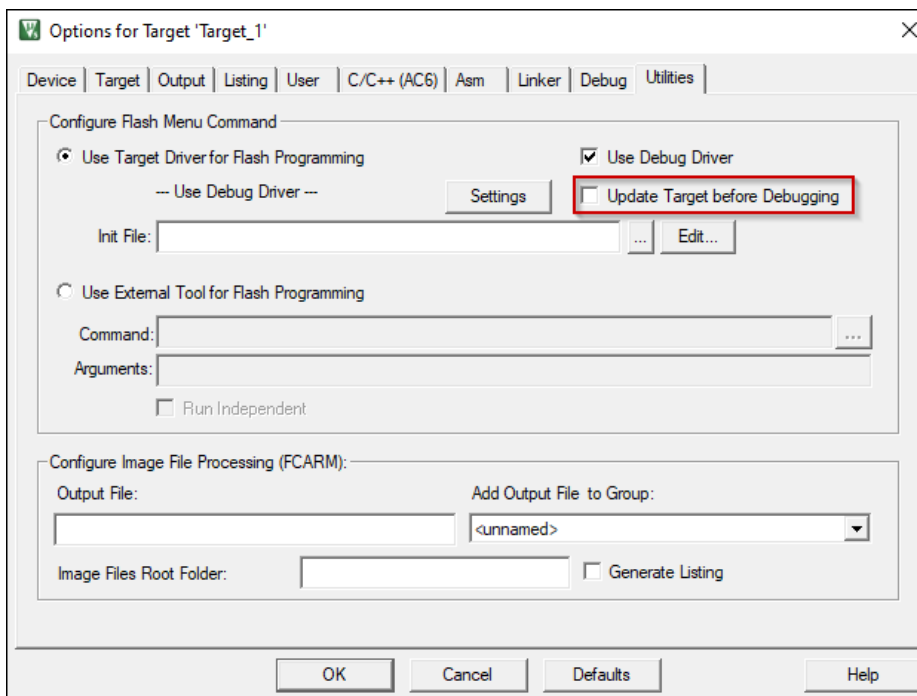 Options for Target 'Target_1'
Device Target Output Listing User C/C++ (AC6) Asm Linker Debug Utilities
Configure Flash Menu Command
Use Target Driver for Flash Programming Use Debug Driver
--- Use Debug Driver --- Settings Update Target before Debugging
Init File: ... Edit...
Use External Tool for Flash Programming
Command: ...
Arguments:
Run Independent
Configure Image File Processing (FCARM):
Output File: Add Output File to Group:
<unnamed>
Image Files Root Folder: Generate Listing
OK Cancel Defaults Help